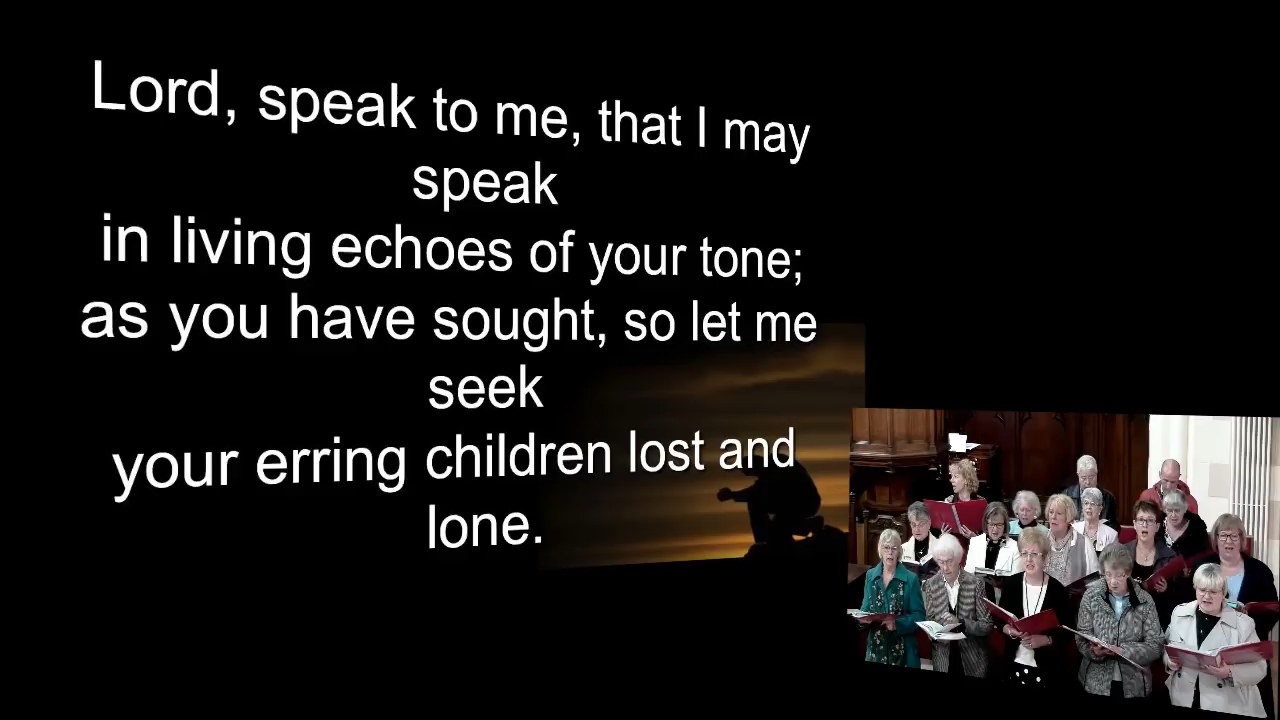 Lord, speak to me, that I may
speak
in living echoes of your tone;
as you have sought, so let me
seek
your erring children lost and
lone.